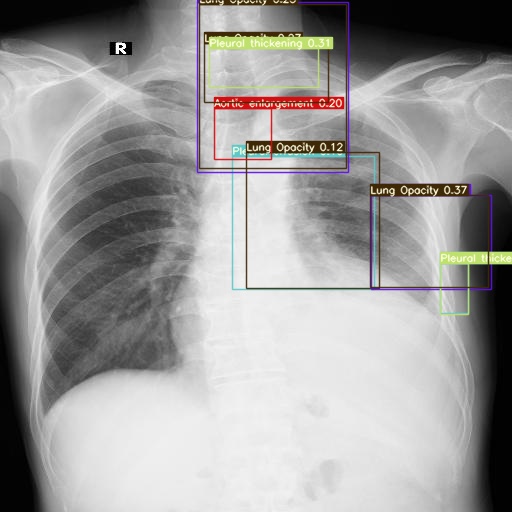 Lung Opacity 0.23
Pleural thickening 0.31
R
Aortic enlargement 0.20
Lung Opacity 0.12
Lung Opacity 0.37
Pleural thicke